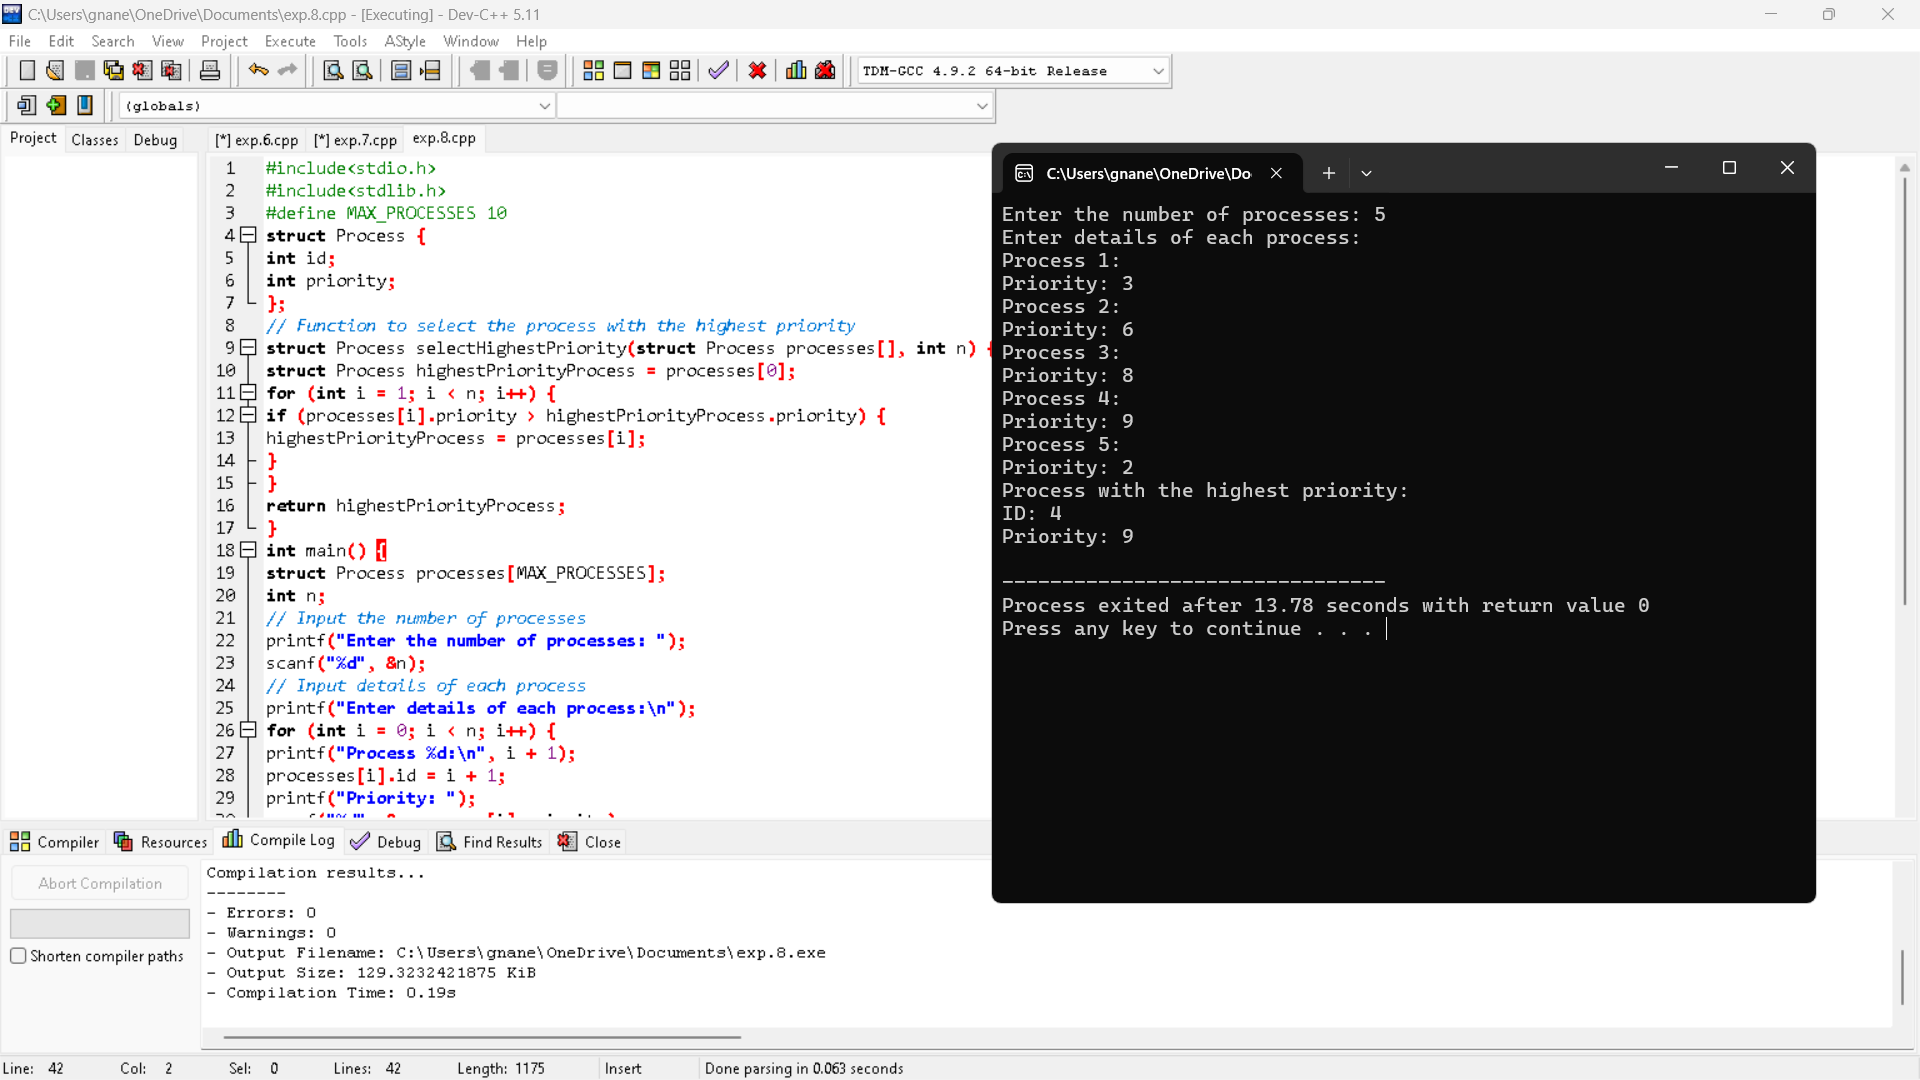 C:\Users\gnane\OneDrive\Documents\exp.8.cpp - [Executing] - Dev-C++ 5.11
File Edit Search View Project Execute Tools AStyle Window Help
TDM-GCC 4.9.2 64-bit Release
(globals)
Project Classes Debug
[*] exp.6.cpp [*] exp.7.cpp exp.8.cpp
1 #include<stdio.h>
2 #include<stdlib.h>
3 #define MAX_PROCESSES 10
4 struct Process {
5 int id;
6 int priority;
7 };
8 // Function to select the process with the highest priority
9 struct Process selectHighestPriority(struct Process processes[], int n) {
10 struct Process highestPriorityProcess = processes[0];
11 for (int i = 1; i < n; i++) {
12 if (processes[i].priority > highestPriorityProcess.priority) {
13 highestPriorityProcess = processes[i];
14 }
15 }
16 return highestPriorityProcess;
17 }
18 int main() {
19 struct Process processes[MAX_PROCESSES];
20 int n;
21 // Input the number of processes
22 printf("Enter the number of processes: ");
23 scanf("%d", &n);
24 // Input details of each process
25 printf("Enter details of each process:\n");
26 for (int i = 0; i < n; i++) {
27 printf("Process %d:\n", i + 1);
28 processes[i].id = i + 1;
29 printf("Priority: ");
C:\Users\gnane\OneDrive\Do
Enter the number of processes: 5
Enter details of each process:
Process 1:
Priority: 3
Process 2:
Priority: 6
Process 3:
Priority: 8
Process 4:
Priority: 9
Process 5:
Priority: 2
Process with the highest priority:
ID: 4
Priority: 9
--------------------------------
Process exited after 13.78 seconds with return value 0
Press any key to continue . . .
Compiler Resources Compile Log Debug Find Results Close
Abort Compilation
Shorten compiler paths
Compilation results...
--------
- Errors: 0
- Warnings: 0
- Output Filename: C:\Users\gnane\OneDrive\Documents\exp.8.exe
- Output Size: 129.3232421875 KiB
- Compilation Time: 0.19s
Line: 42 Col: 2 Sel: 0 Lines: 42 Length: 1175 Insert Done parsing in 0.063 seconds